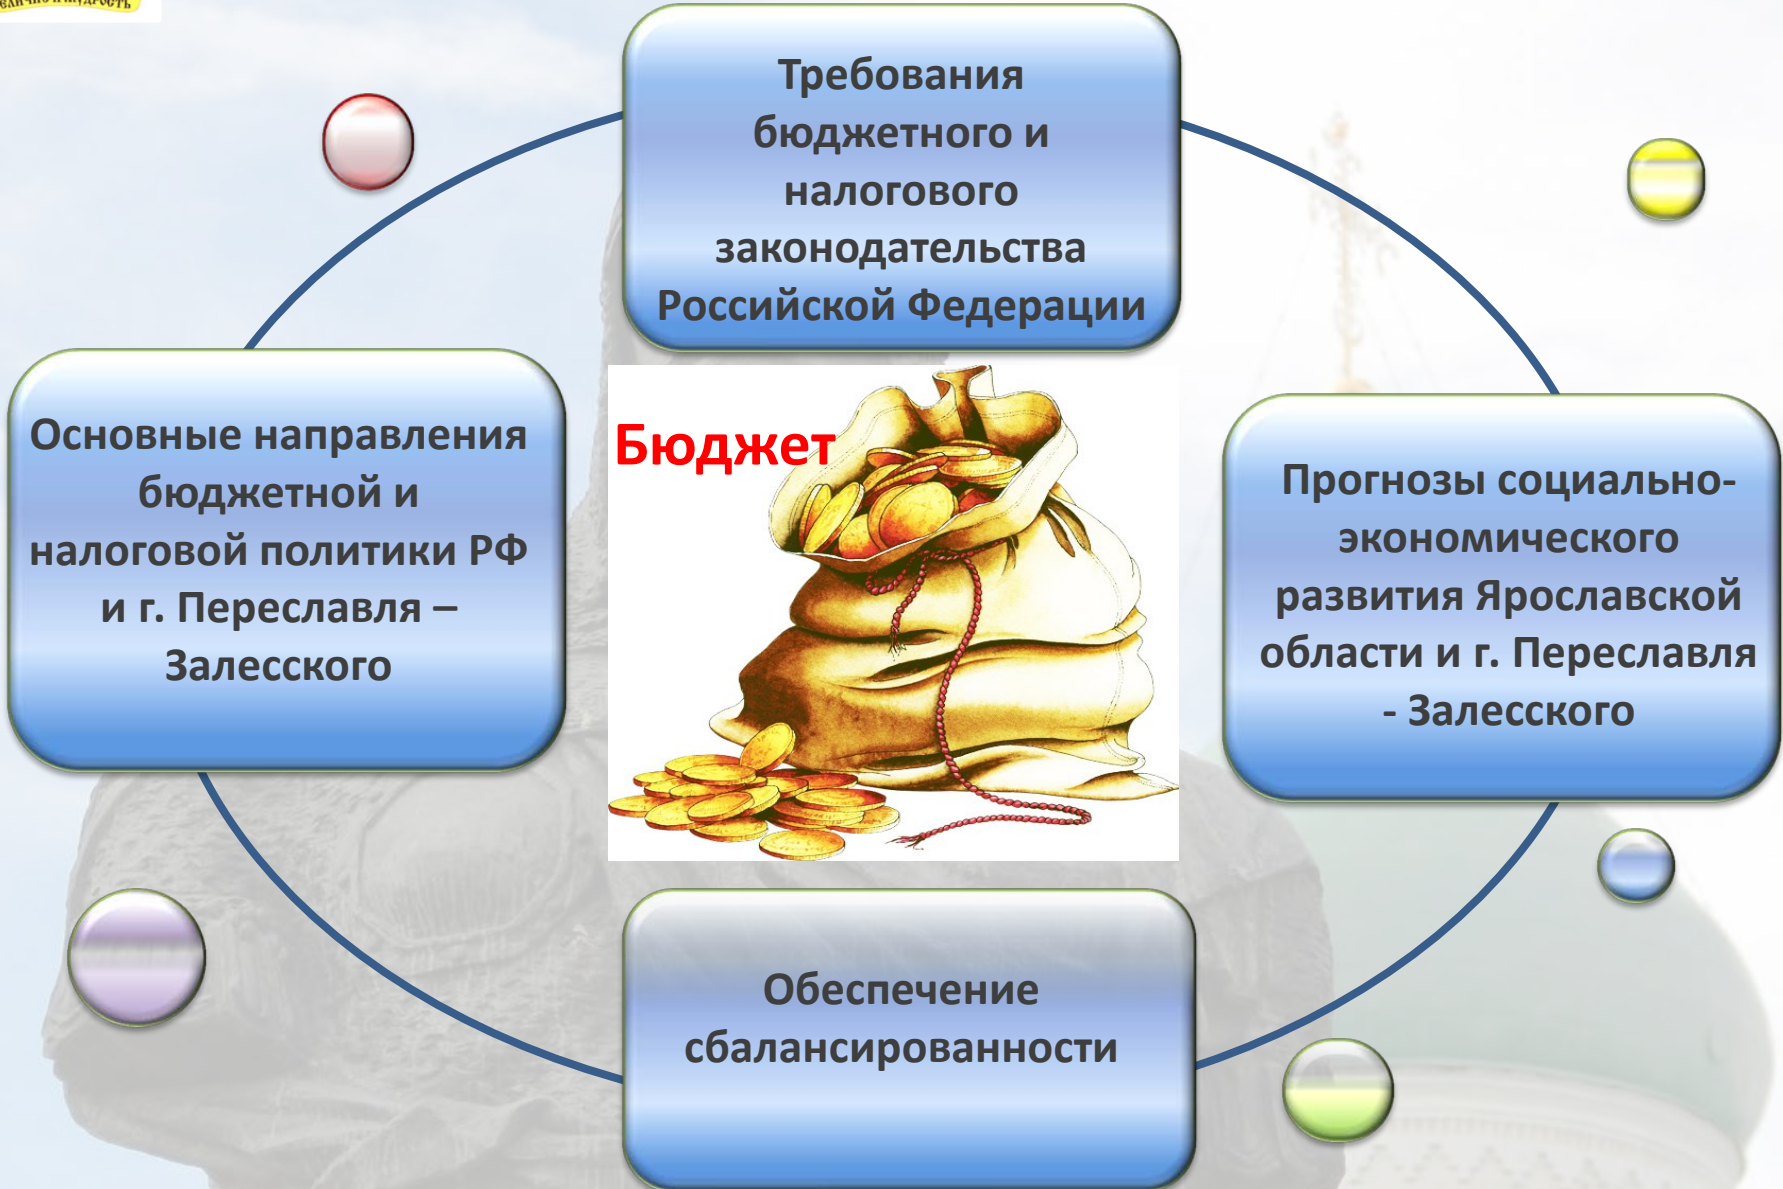 Требования
бюджетного и
налогового
законодательства
Российской Федерации
Основные направления
бюджетной и
налоговой политики РФ
и г. Переславля –
Залесского
Бюджет
Прогнозы социально-
экономического
развития Ярославской
области и г. Переславля
- Залесского
Обеспечение
сбалансированности